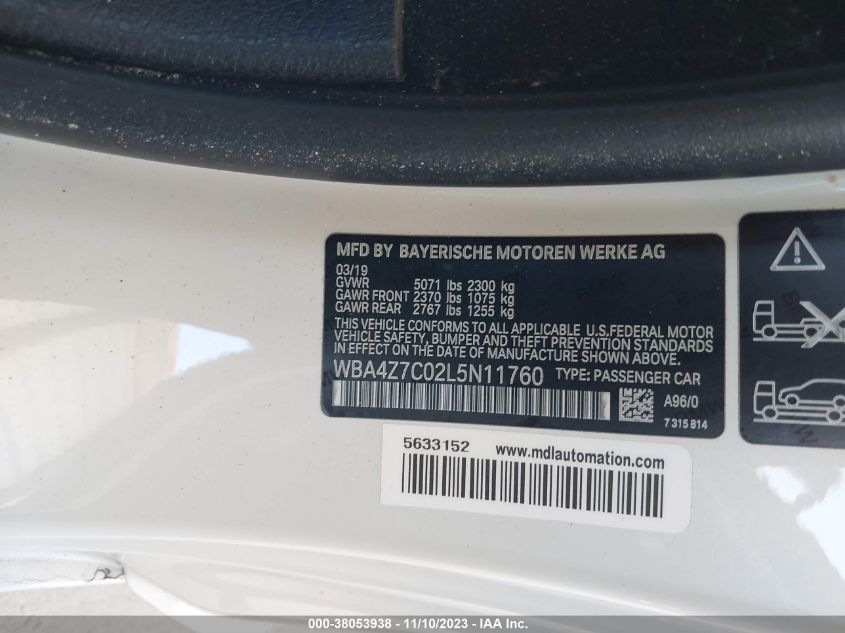 MFD BY BAYERISCHE MOTOREN WERKE AG
03/19
GVWR 5071 lbs 2300 kg
GAWR FRONT 2370 lbs 1075 kg
GAWR REAR 2767 lbs 1255 kg
THIS VEHICLE CONFORMS TO ALL APPLICABLE U.S.FEDERAL MOTOR
VEHICLE SAFETY, BUMPER AND THEFT PREVENTION STANDARDS
IN EFFECT ON THE DATE OF MANUFACTURE SHOWN ABOVE.
WBA4Z7C02L5N11760 TYPE: PASSENGER CAR
A96/0
7 315 814
5633152 www.mdlautomation.com
000-38053938 - 11/10/2023 - IAA Inc.